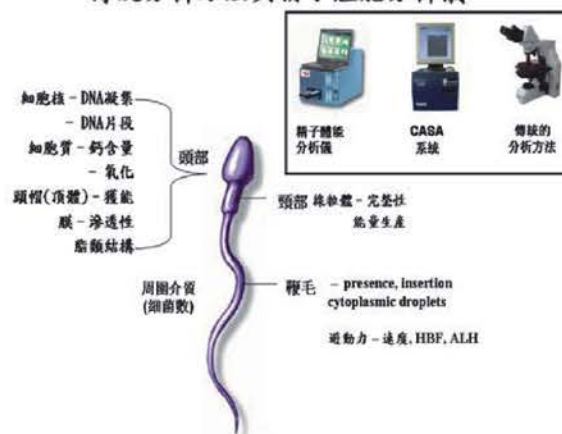 精子體能
分析儀
CASA
系統
傳統的
分析方法
細胞核 - DNA凝集
- DNA片段
細胞質 - 鈣含量
- 氧化
頭帽(頂體) - 獲能
膜 - 滲透性
脂類結構
頭部
頸部 線粒體 - 完整性
能量生產
周圍介質
(細菌數)
鞭毛 – presence, insertion
cytoplasmic droplets
游動力 – 速度, HBF, ALH